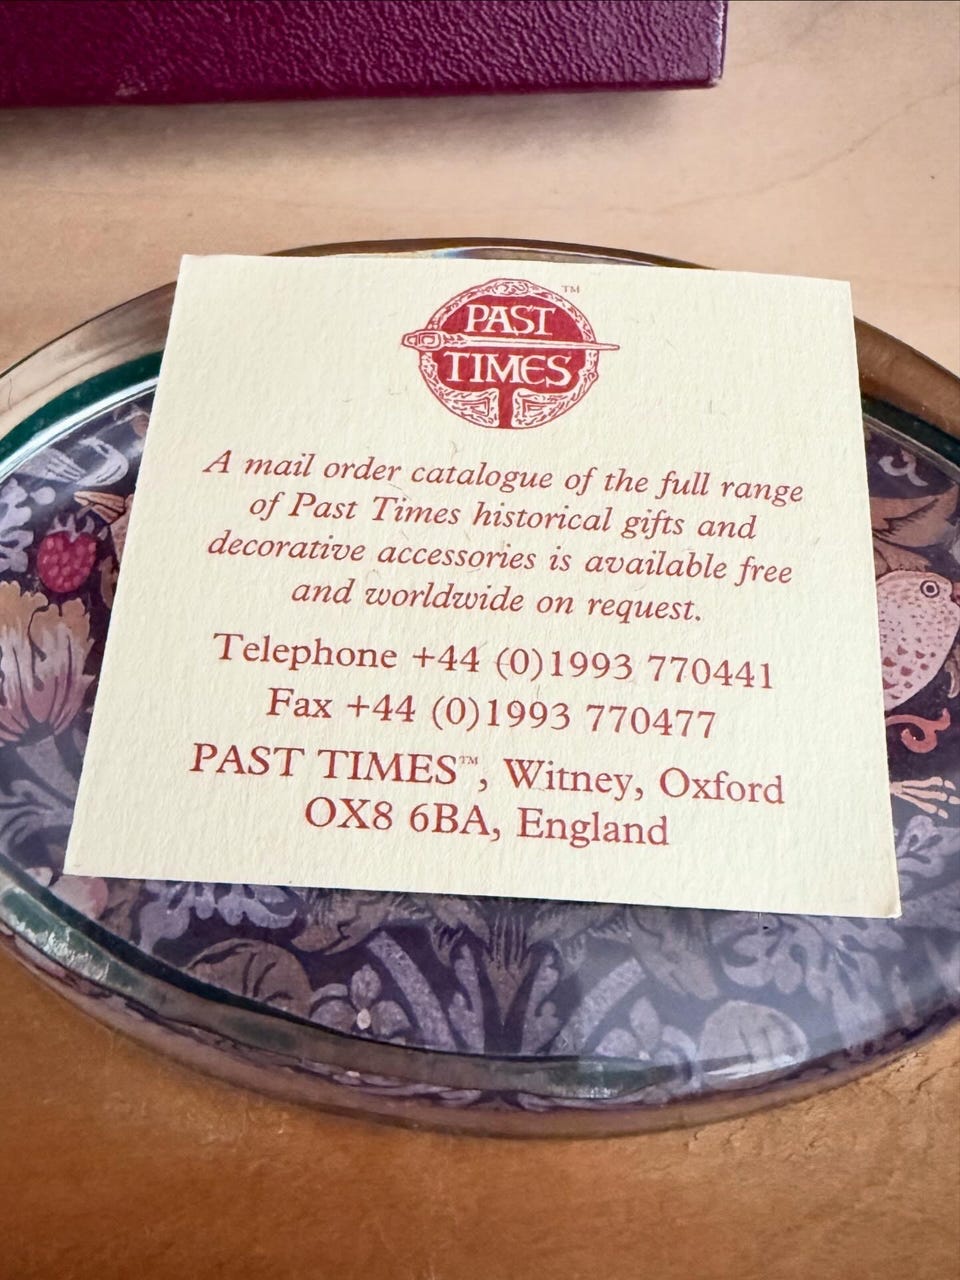 PAST
TIMES
TM
A mail order catalogue of the full range
of Past Times historical gifts and
decorative accessories is available free
and worldwide on request.
Telephone +44 (0)1993 770441
Fax +44 (0)1993 770477
PAST TIMES™, Witney, Oxford
OX8 6BA, England